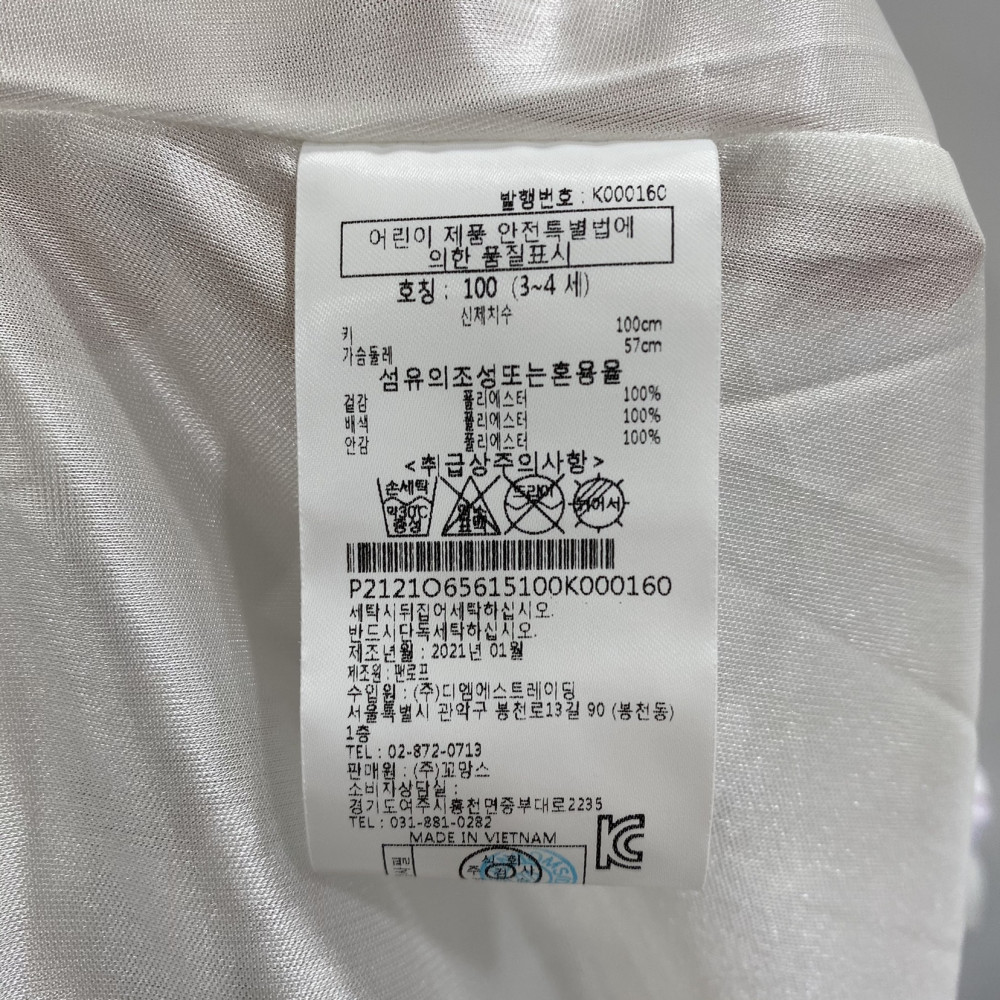 발행번호 : K000160
어린이 제품 안전특별법에
의한 품질표시
호칭 : 100 (3~4 세)
신체치수
키 100cm
가슴둘레 57cm
섬유의조성또는혼용율
겉감 폴리에스터 100%
배색 폴리에스터 100%
안감 폴리에스터 100%
<취급상주의사항>
손세탁 염소 드라이 뉘어서
약30℃ 표백
중성
P2121O65615100K000160
세탁시뒤집어세탁하십시오.
반드시단독세탁하십시오.
제조년월 : 2021년 01월
제조원 : 팬로프
수입원 : (주)디엠에스트레이딩
서울특별시 관악구 봉천로13길 90 (봉천동)
1층
TEL : 02-872-0713
판매원 : (주)꼬망스
소비자상담실 :
경기도여주시흥천면중부대로2235
TEL : 031-881-0282
MADE IN VIETNAM
KC
검